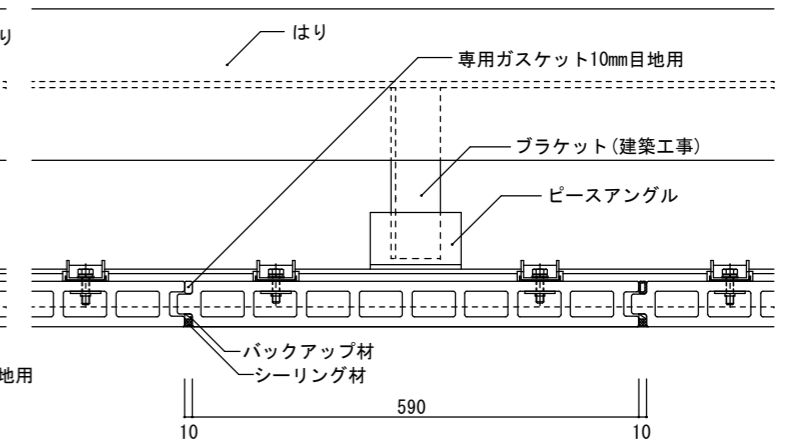 り
はり
専用ガスケット10mm目地用
ブラケット(建築工事)
ピースアングル
バックアップ材
シーリング材
地用
590
10
10